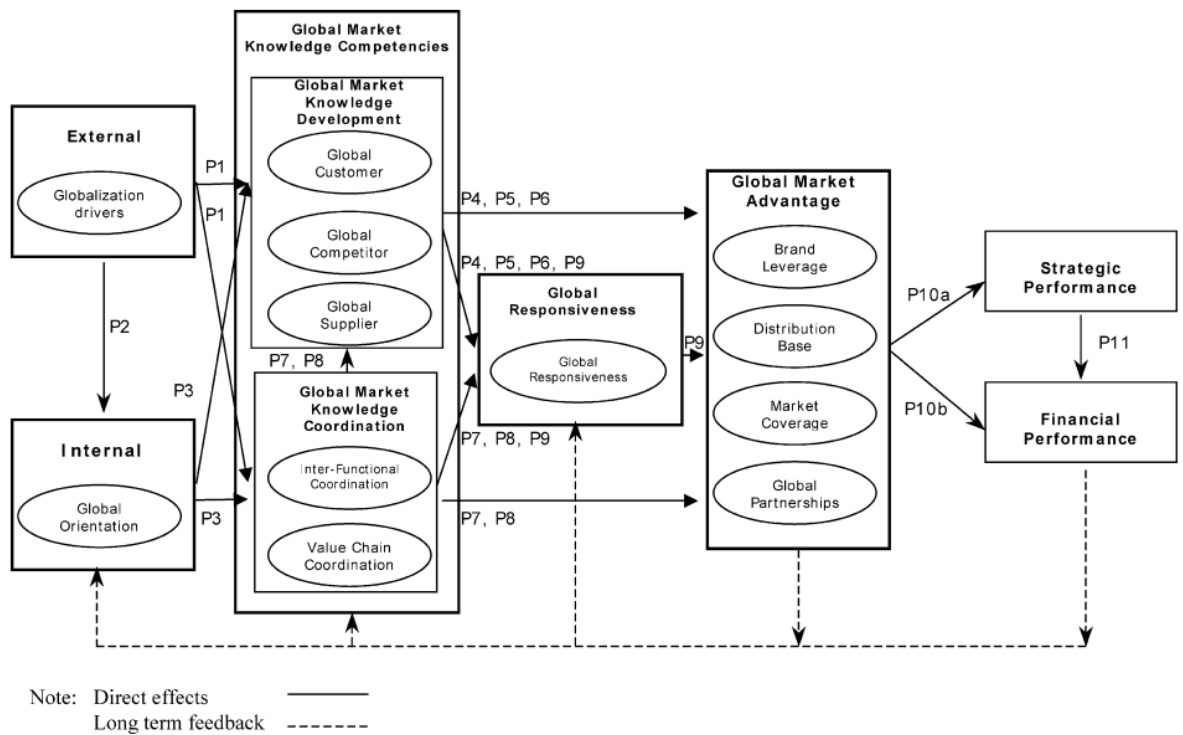 Global Market
Knowledge Competencies
Global Market
Knowledge
Development
External
Globalization
drivers
P1
P1
Global
Customer
Global
Competitor
Global
Supplier
P2
P3
P3
Internal
Global
Orientation
P7, P8
Global Market
Knowledge
Coordination
Inter-Functional
Coordination
Value Chain
Coordination
P4, P5, P6
P4, P5, P6, P9
Global
Responsiveness
Global
Responsiveness
P7, P8, P9
P7, P8
P9
Global Market
Advantage
Brand
Leverage
Distribution
Base
Market
Coverage
Global
Partnerships
P10a
P10b
Strategic
Performance
P11
Financial
Performance
Note: Direct effects
Long term feedback